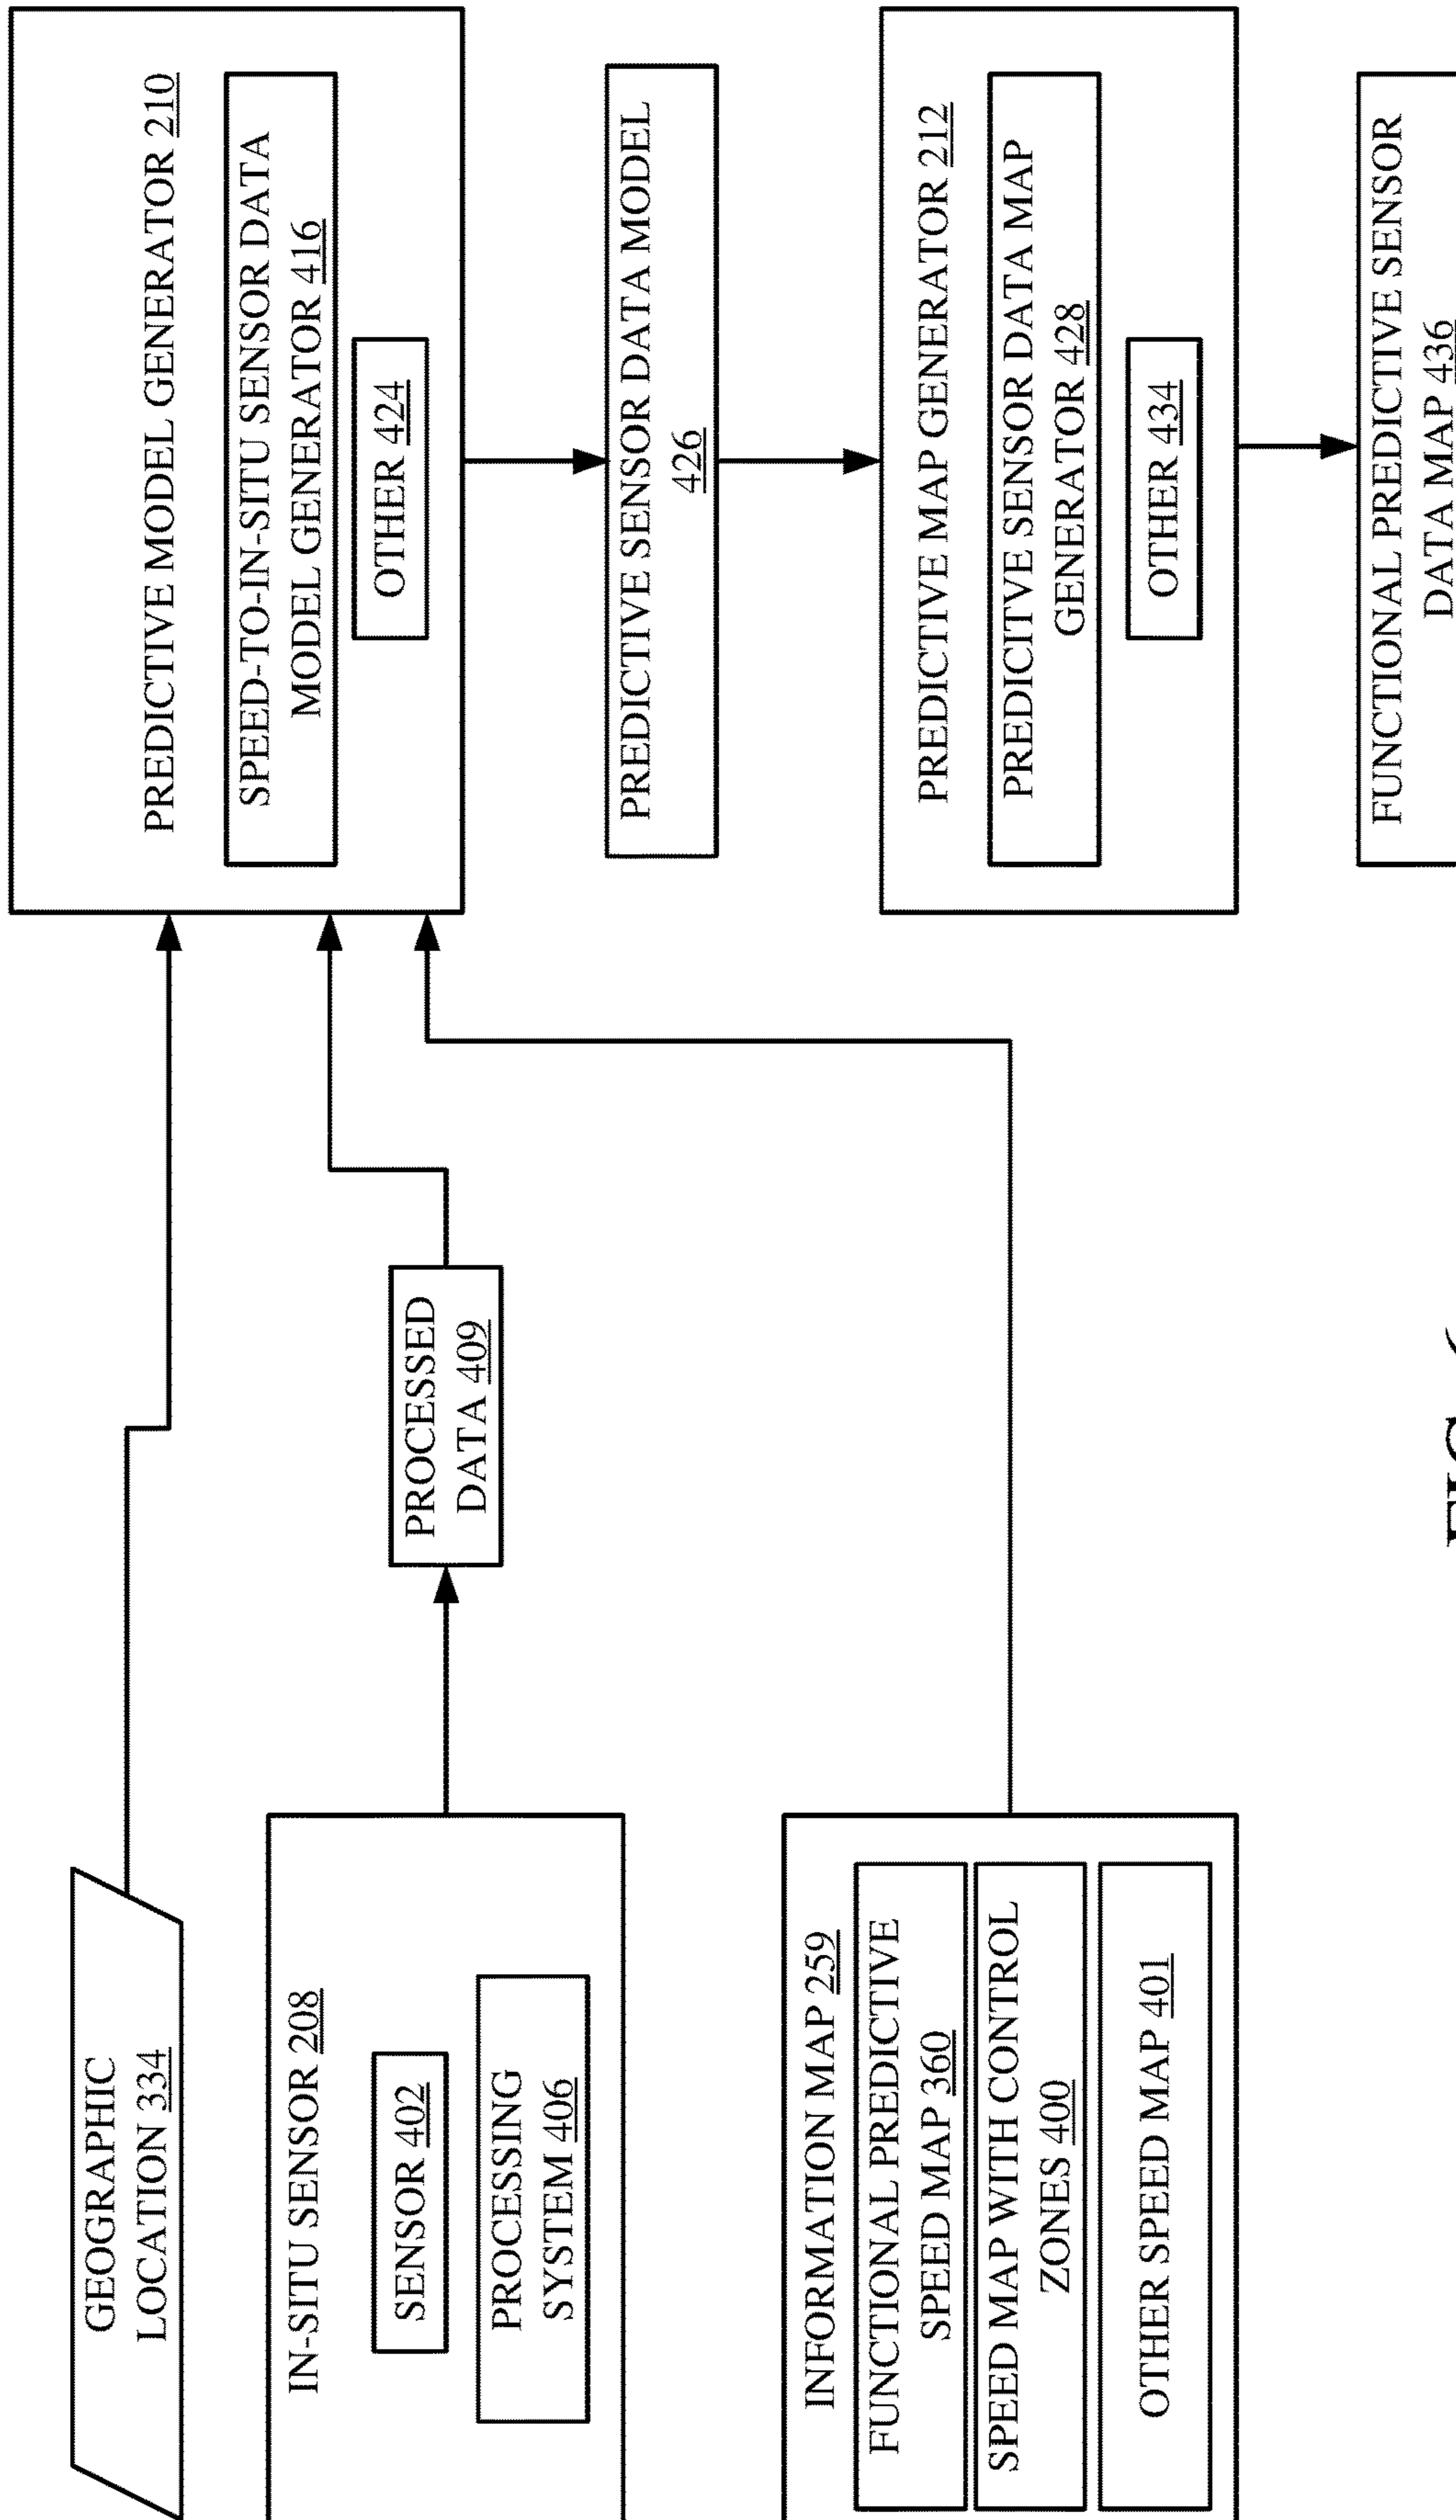 GEOGRAPHIC
LOCATION 334
IN-SITU SENSOR 208
SENSOR 402
PROCESSING
SYSTEM 406
INFORMATION MAP 259
FUNCTIONAL PREDICTIVE
SPEED MAP 360
SPEED MAP WITH CONTROL
ZONES 400
OTHER SPEED MAP 401
PROCESSED
DATA 409
PREDICTIVE MODEL GENERATOR 210
SPEED-TO-IN-SITU SENSOR DATA
MODEL GENERATOR 416
OTHER 424
PREDICTIVE SENSOR DATA MODEL
426
PREDICTIVE MAP GENERATOR 212
PREDICITVE SENSOR DATA MAP
GENERATOR 428
OTHER 434
FUNCTIONAL PREDICTIVE SENSOR
DATA MAP 436